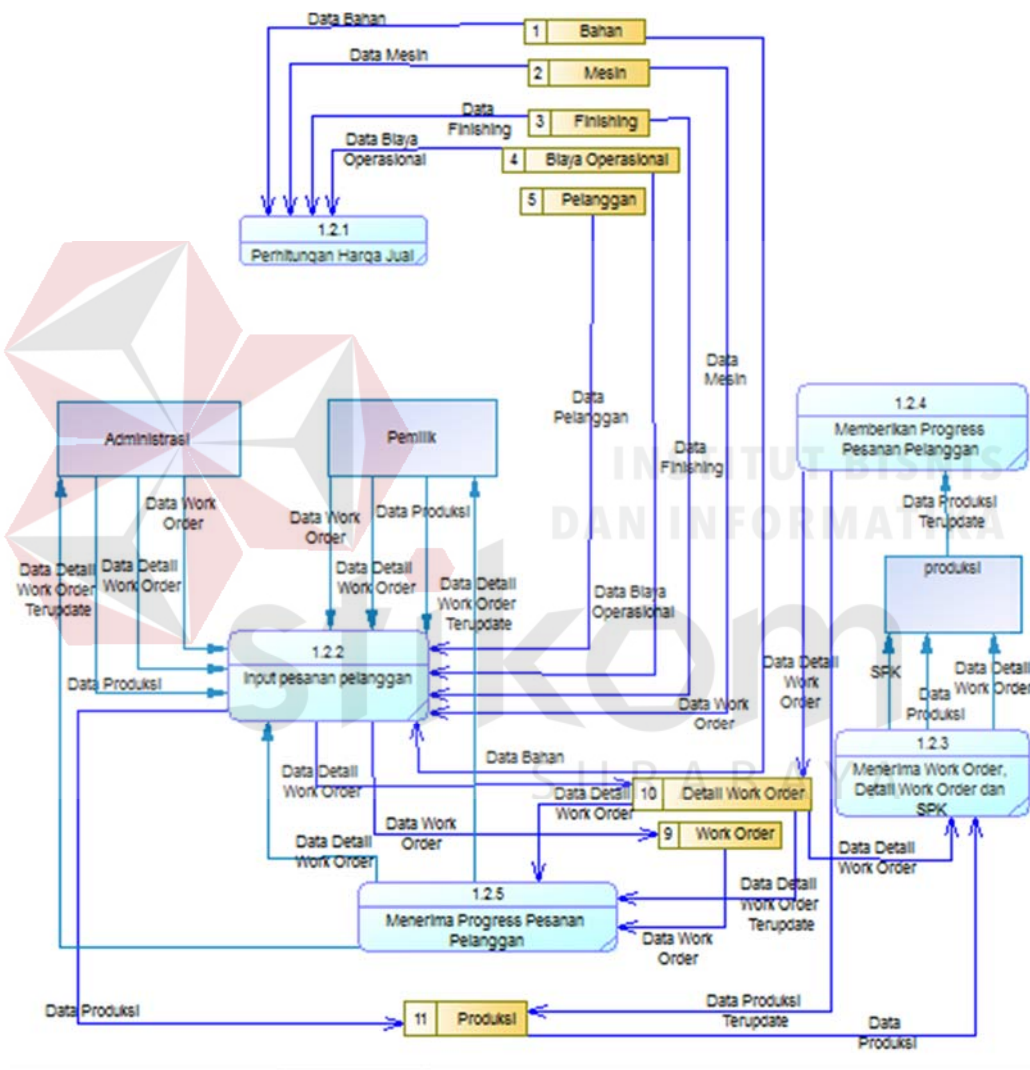 Data Bahan
1 Bahan
Data Mesin
2 Mesin
Data
Finishing
3 Finishing
Data Biaya
Operasional
4 Biaya Operasional
5 Pelanggan
1.2.1
Perhitungan Harga Jual
Data
Mesin
Data
Pelanggan
Data
Finishing
Administrasi
Pemilik
1.2.4
Memberikan Progress
Pesanan Pelanggan
INSTITUT BISNIS
DAN INFORMATIKA
Data Work
Order
Data Work
Order
Data Produksi
Data Produksi
Terupdate
Data Detail
Work Order
Terupdate
Data Detail
Work Order
Data Detail
Work Order
Data Detail
Work Order
Terupdate
Data Biaya
Operasional
produksi
1.2.2
Input pesanan pelanggan
stikom
SURABAYA
Data Produksi
Data Detail
Work
Order
SPK
Data
Produksi
Data Detail
Work Order
Data Work
Order
1.2.3
Menerima Work Order,
Detail Work Order dan
SPK
Data Bahan
Data Detail
Work Order
Data Detail
Work Order
10 Detail Work Order
9 Work Order
Data Work
Order
Data Detail
Work Order
Data Detail
Work Order
1.2.5
Menerima Progress Pesanan
Pelanggan
Data Detail
Work Order
Terupdate
Data Work
Order
Data Produksi
11 Produksi
Data Produksi
Terupdate
Data
Produksi